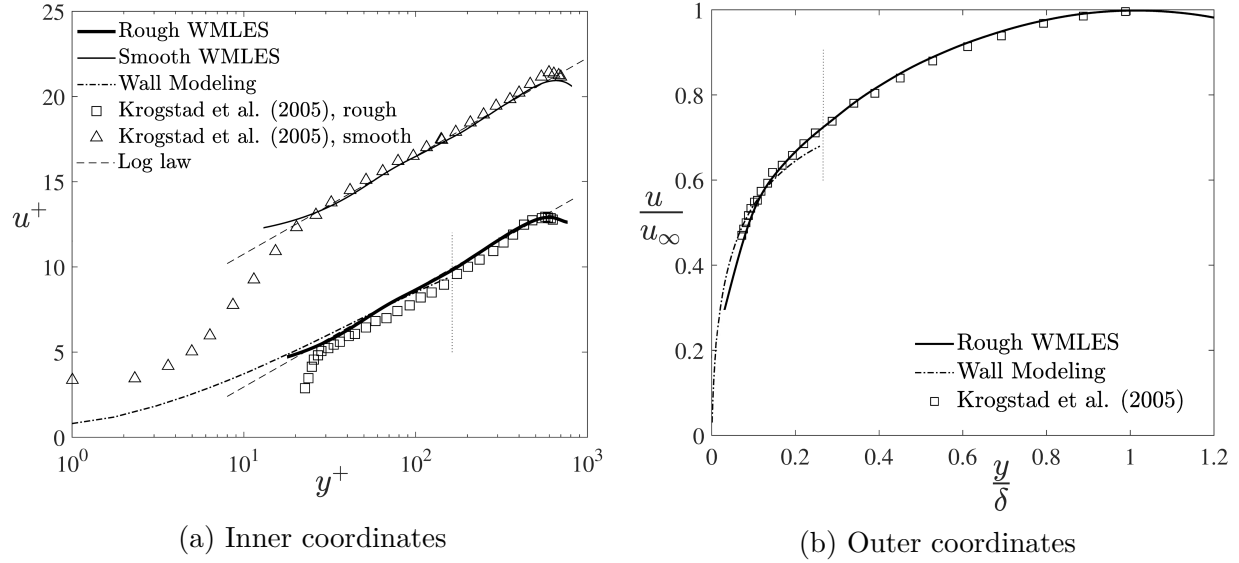 25
20
15
10
5
0
u+
Rough WMLES
Smooth WMLES
Wall Modeling
Krogstad et al. (2005), rough
Krogstad et al. (2005), smooth
Log law
10^0
10^1
10^2
10^3
y+
(a) Inner coordinates
1
0.8
0.6
0.4
0.2
0
u
u∞
Rough WMLES
Wall Modeling
Krogstad et al. (2005)
0
0.2
0.4
0.6
0.8
1
1.2
y
δ
(b) Outer coordinates